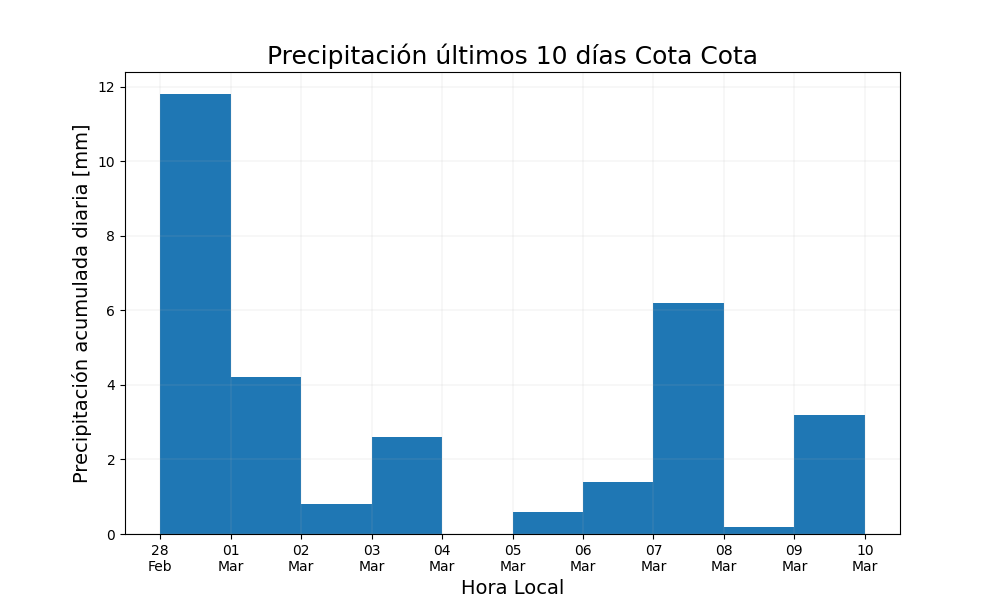 Precipitación últimos 10 días Cota Cota
Precipitación acumulada diaria [mm]
12
10
8
6
4
2
0
28 01 02 03 04 05 06 07 08 09 10
Feb Mar Mar Mar Mar Mar Mar Mar Mar Mar Mar
Hora Local